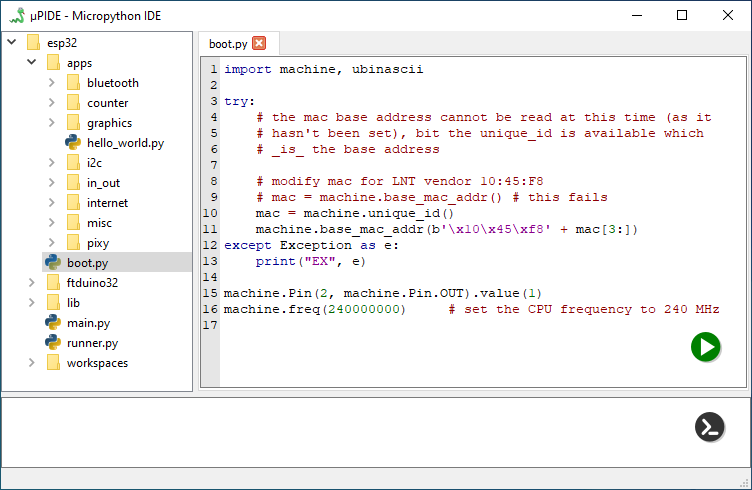 µPIDE - Micropython IDE
esp32
apps
bluetooth
counter
graphics
hello_world.py
i2c
in_out
internet
misc
pixy
boot.py
ftduino32
lib
main.py
runner.py
workspaces
boot.py
1 import machine, ubinascii
2
3 try:
4     # the mac base address cannot be read at this time (as it
5     # hasn't been set), bit the unique_id is available which
6     # _is_ the base address
7
8     # modify mac for LNT vendor 10:45:F8
9     # mac = machine.base_mac_addr() # this fails
10     mac = machine.unique_id()
11     machine.base_mac_addr(b'\x10\x45\xf8' + mac[3:])
12 except Exception as e:
13     print("EX", e)
14
15 machine.Pin(2, machine.Pin.OUT).value(1)
16 machine.freq(240000000)      # set the CPU frequency to 240 MHz
17